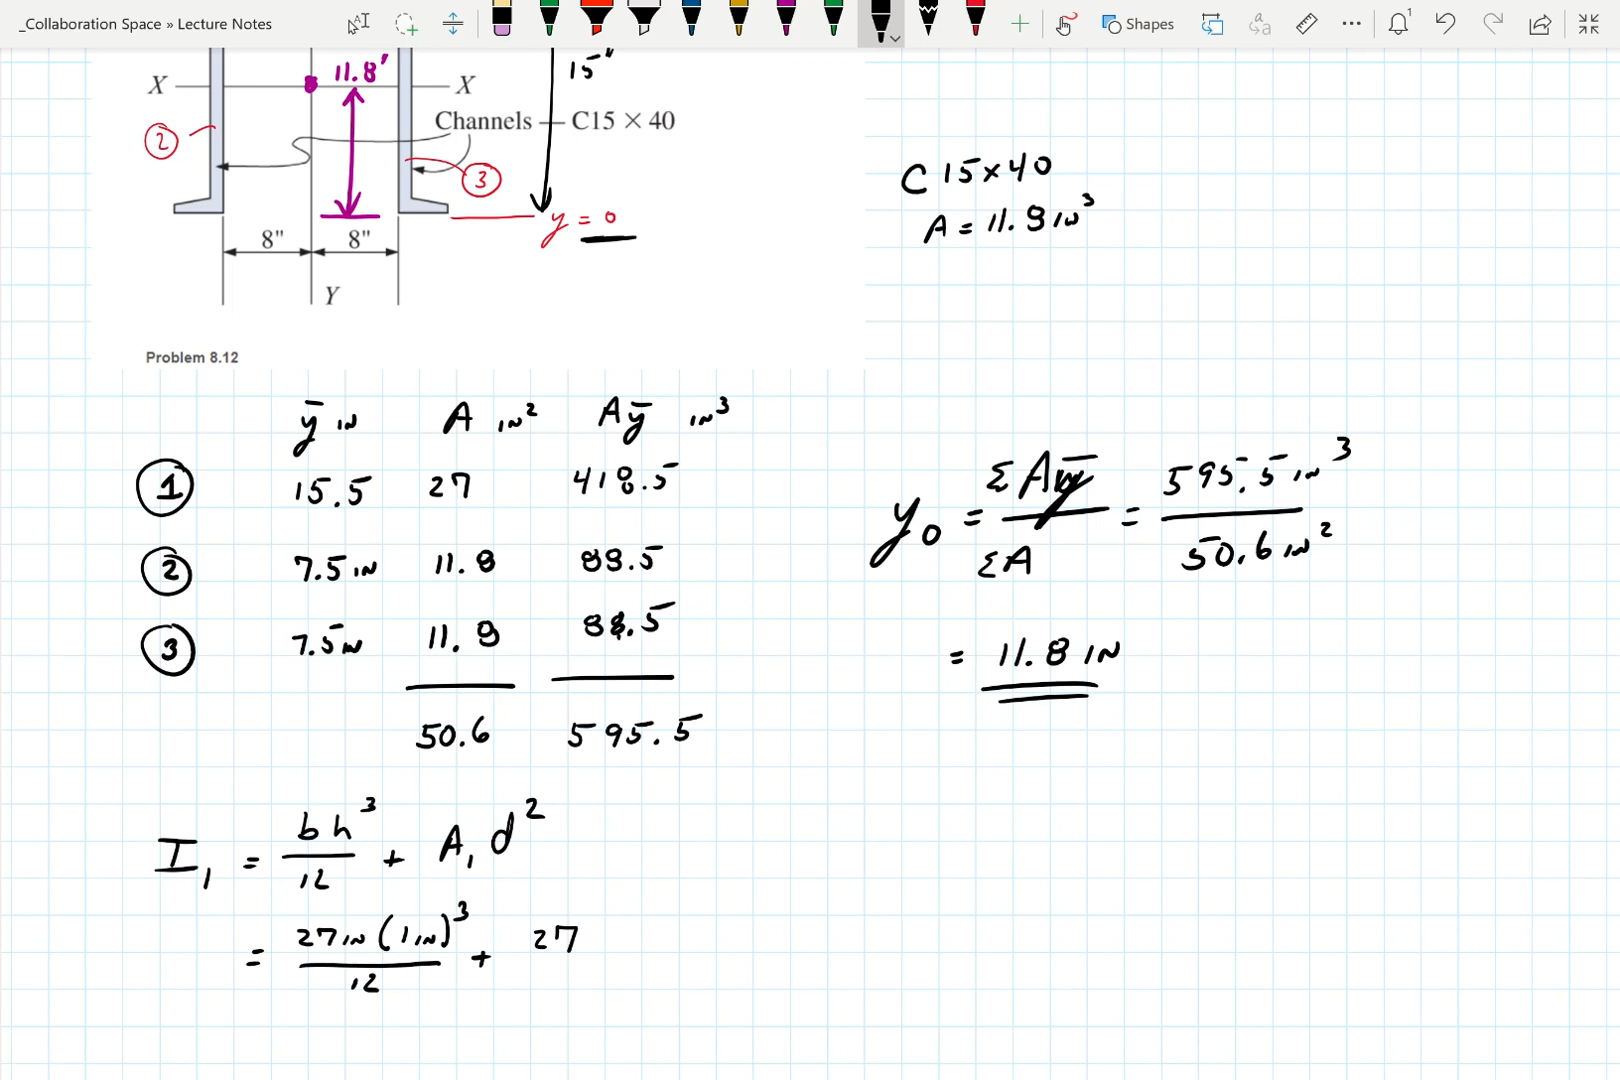 _Collaboration Space » Lecture Notes
Shapes
1
11.8'
15"
X X
2
Channels C15 × 40
3
y = 0
8" 8"
Y
Problem 8.12
C 15×40
A = 11.8 IN³
ȳ IN A IN² Aȳ IN³
1 15.5 27 418.5
2 7.5 IN 11.8 88.5
3 7.5 IN 11.8 88.5
50.6 595.5
y₀ = ΣAȳ / ΣA = 595.5 IN³ / 50.6 IN²
= 11.8 IN
I₁ = bh³ / 12 + A₁ d²
= 27 IN (1 IN)³ / 12 + 27